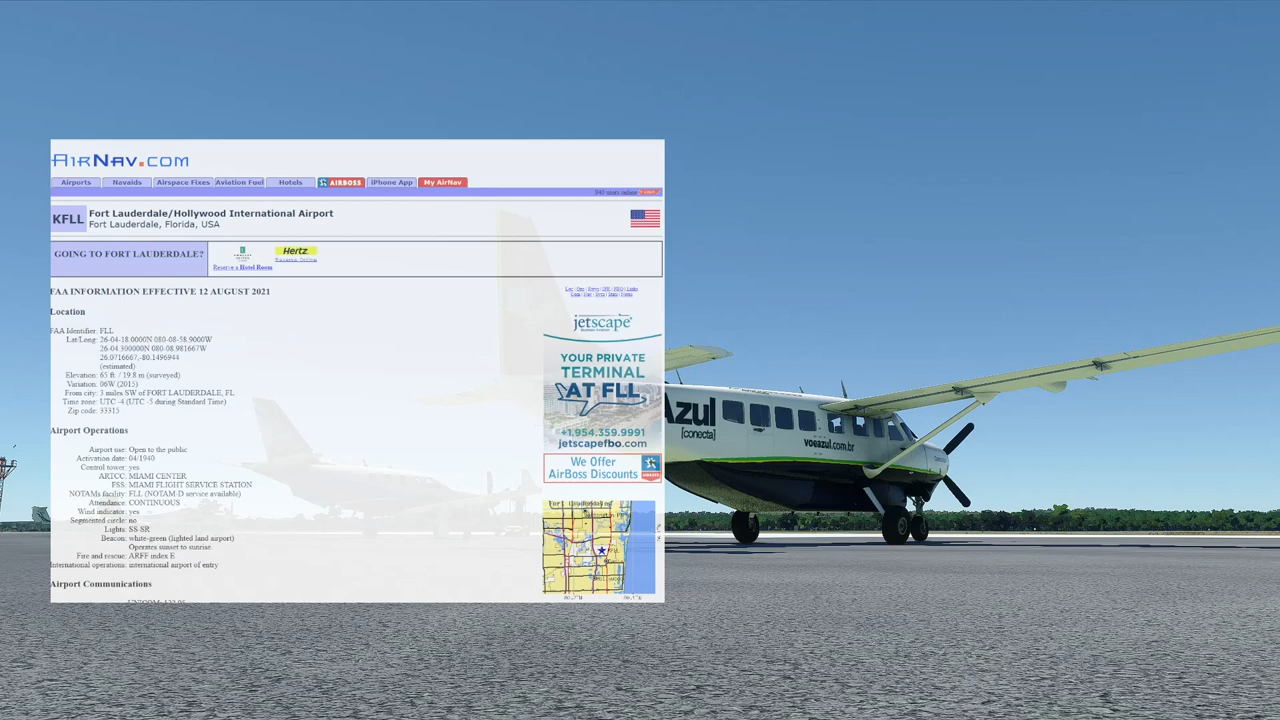 AIRNAV.COM
Airports Navaids Airspace Fixes Aviation Fuel Hotels AIRBOSS iPhone App My AirNav
users online
KFLL
Fort Lauderdale/Hollywood International Airport
Fort Lauderdale, Florida, USA
GOING TO FORT LAUDERDALE?
Hertz
Reserve a Hotel Room
FAA INFORMATION EFFECTIVE 12 AUGUST 2021
Location
FAA Identifier: FLL
Lat/Long: 26-04-18.0000N 080-08-58.9000W
26-04.300000N 080-08.981667W
26.0716667,-80.1496944
(estimated)
Elevation: 65 ft. / 19.8 m (surveyed)
Variation: 06W (2015)
From city: 3 miles SW of FORT LAUDERDALE, FL
Time zone: UTC -4 (UTC -5 during Standard Time)
Zip code: 33315
Airport Operations
Airport use: Open to the public
Activation date: 04/1940
Control tower: yes
ARTCC: MIAMI CENTER
FSS: MIAMI FLIGHT SERVICE STATION
NOTAMs facility: FLL (NOTAM-D service available)
Attendance: CONTINUOUS
Wind indicator: yes
Segmented circle: no
Lights: SS-SR
Beacon: white-green (lighted land airport)
Operates sunset to sunrise.
Fire and rescue: ARFF index E
International operations: international airport of entry
Airport Communications
jetscape
YOUR PRIVATE
TERMINAL
AT FLL
+1.954.359.9991
jetscapefbo.com
We Offer
AirBoss Discounts
Azul
[conecta]
voeazul.com.br